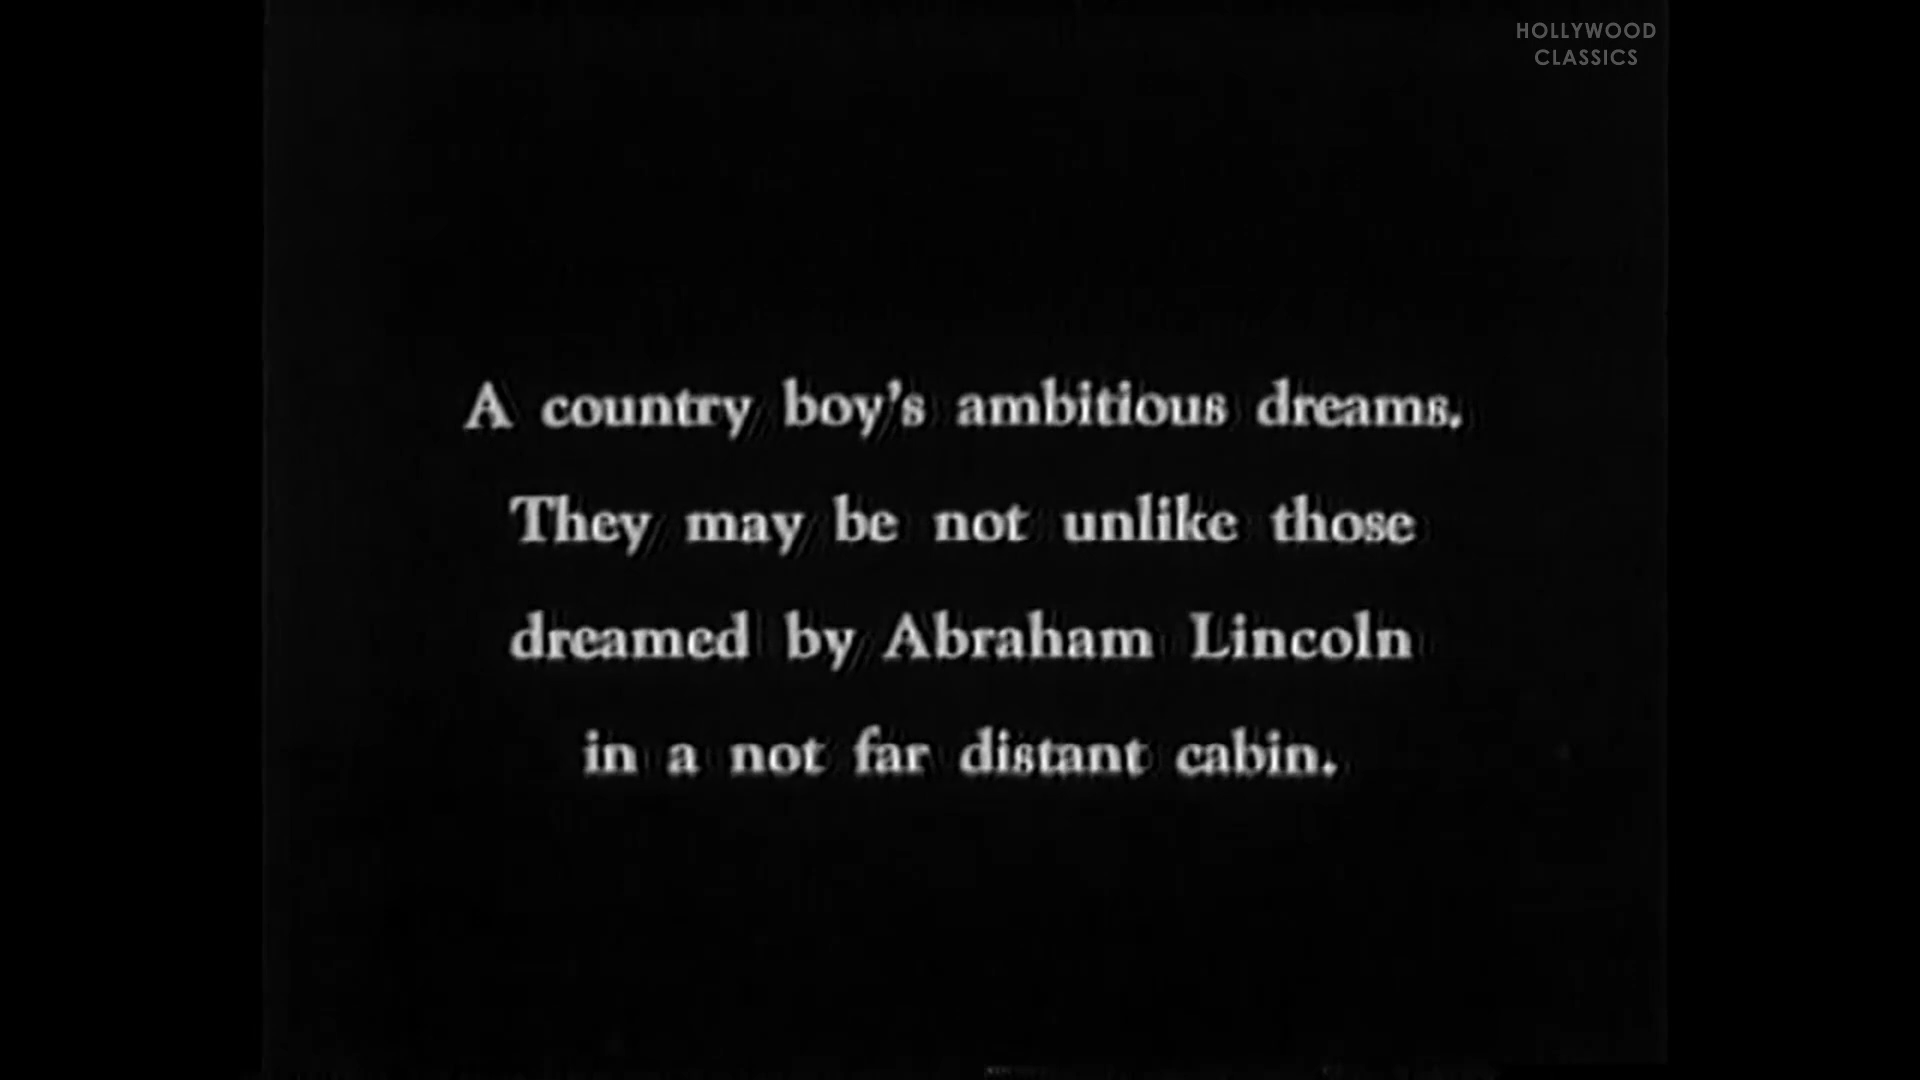 HOLLYWOOD
CLASSICS
A country boy's ambitious dreams.
They may be not unlike those
dreamed by Abraham Lincoln
in a not far distant cabin.